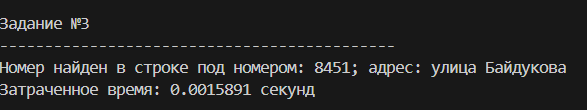 Задание №3
--------------------------------------------
Номер найден в строке под номером: 8451; адрес: улица Байдукова
Затраченное время: 0.0015891 секунд